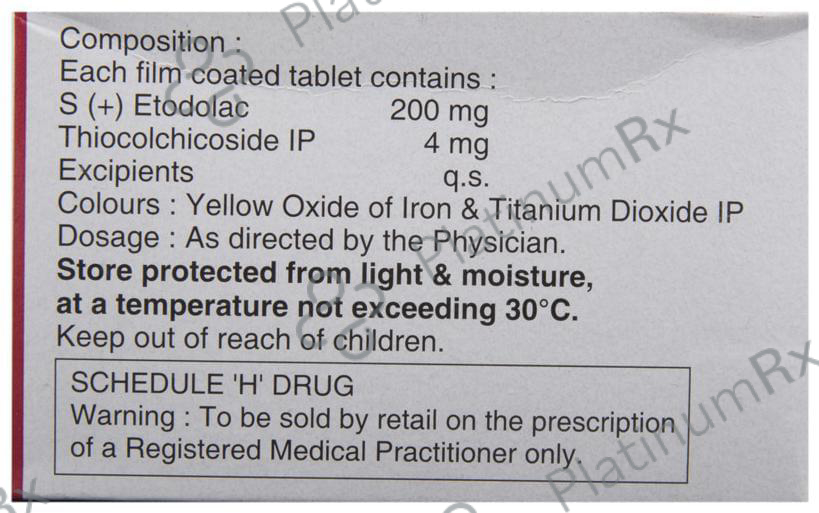 Composition :
Each film coated tablet contains :
S (+) Etodolac 200 mg
Thiocolchicoside IP 4 mg
Excipients q.s.
Colours : Yellow Oxide of Iron & Titanium Dioxide IP
Dosage : As directed by the Physician.
Store protected from light & moisture,
at a temperature not exceeding 30°C.
Keep out of reach of children.
SCHEDULE 'H' DRUG
Warning : To be sold by retail on the prescription
of a Registered Medical Practitioner only.
PlatinumRx
PlatinumRx